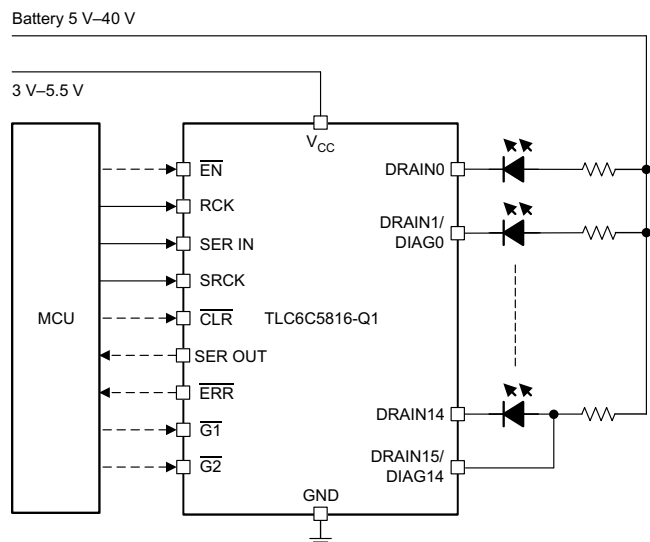 Battery 5 V–40 V
3 V–5.5 V
V_CC
EN
DRAIN0
RCK
DRAIN1/
DIAG0
SER IN
SRCK
MCU
CLR
TLC6C5816-Q1
SER OUT
ERR
DRAIN14
G1
DRAIN15/
DIAG14
G2
GND